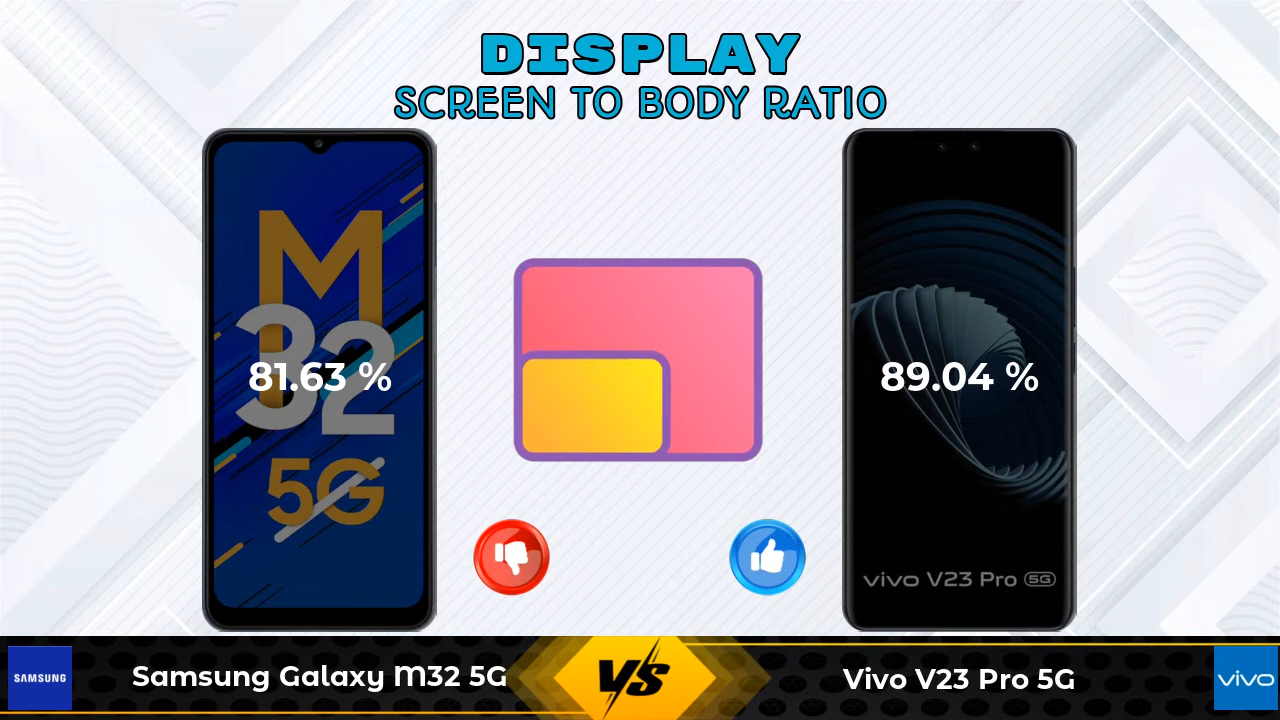 DISPLAY
SCREEN TO BODY RATIO
M
32
5G
81.63 %
89.04 %
vivo V23 Pro 5G
SAMSUNG
Samsung Galaxy M32 5G
VS
Vivo V23 Pro 5G
vivo